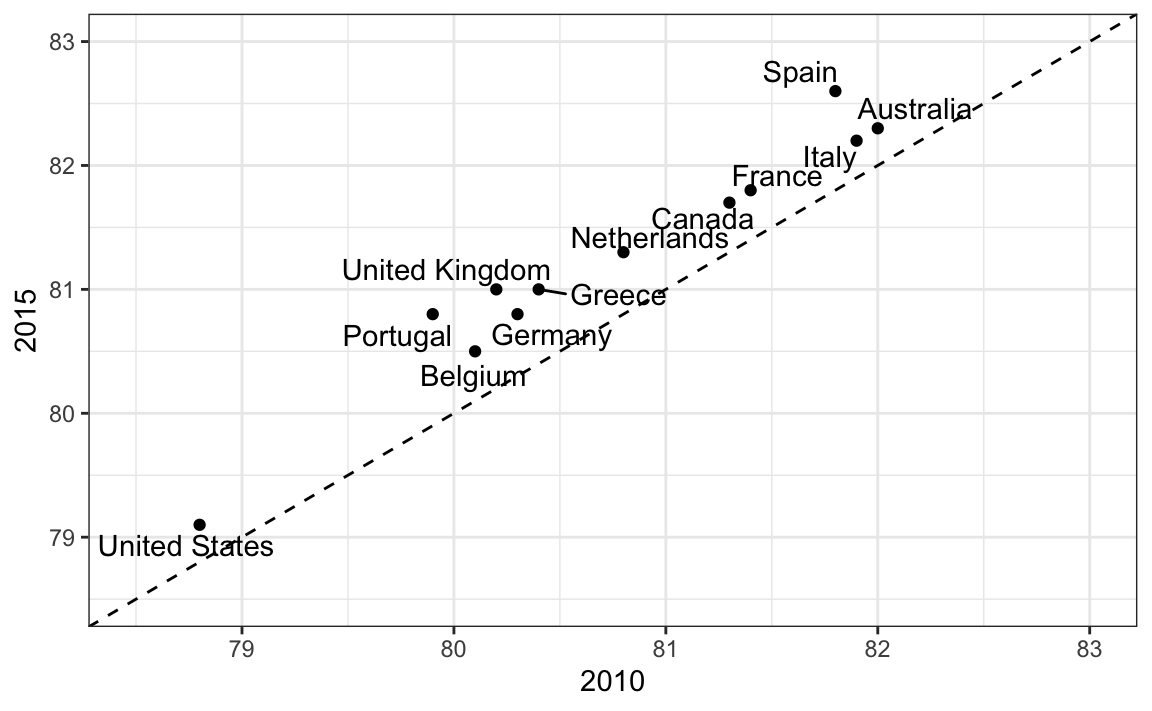 83
Spain
Australia
82
Italy
France
Canada
Netherlands
United Kingdom
81
Greece
Portugal
Germany
Belgium
80
79
United States
2015
79
80
81
82
83
2010